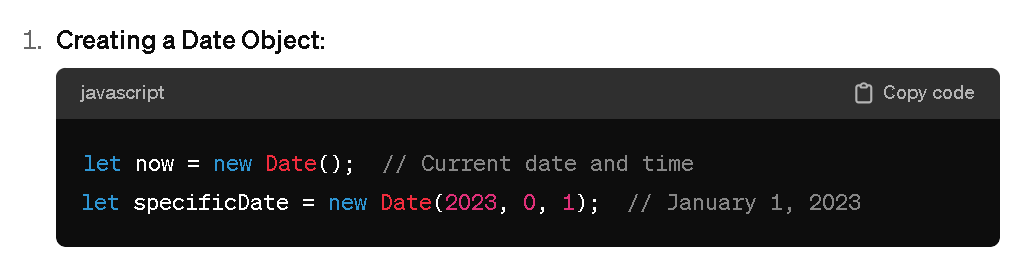 1. Creating a Date Object:
javascript
Copy code
let now = new Date();  // Current date and time
let specificDate = new Date(2023, 0, 1);  // January 1, 2023